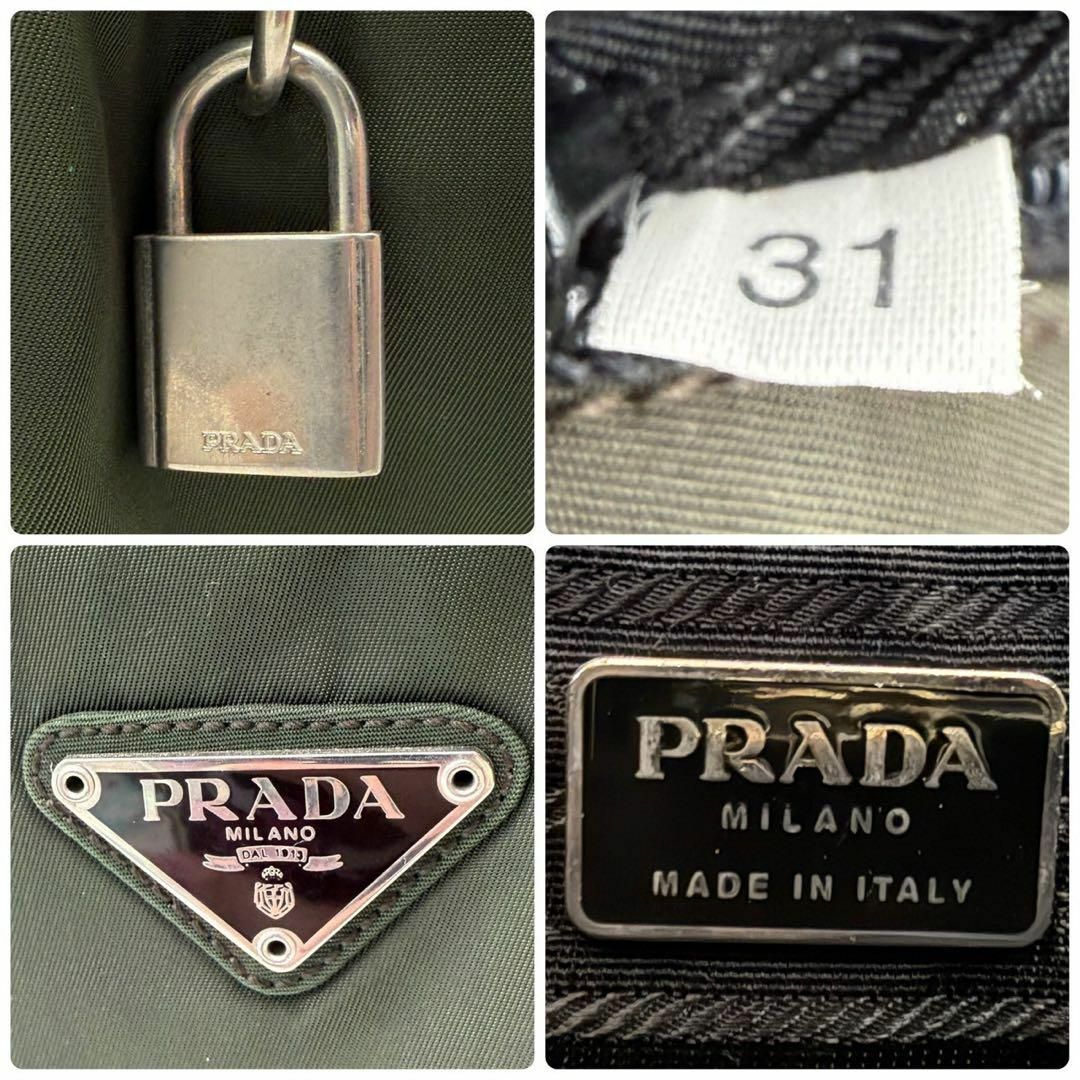 PRADA
31
PRADA
MILANO
DAL 1913
PRADA
MILANO
MADE IN ITALY